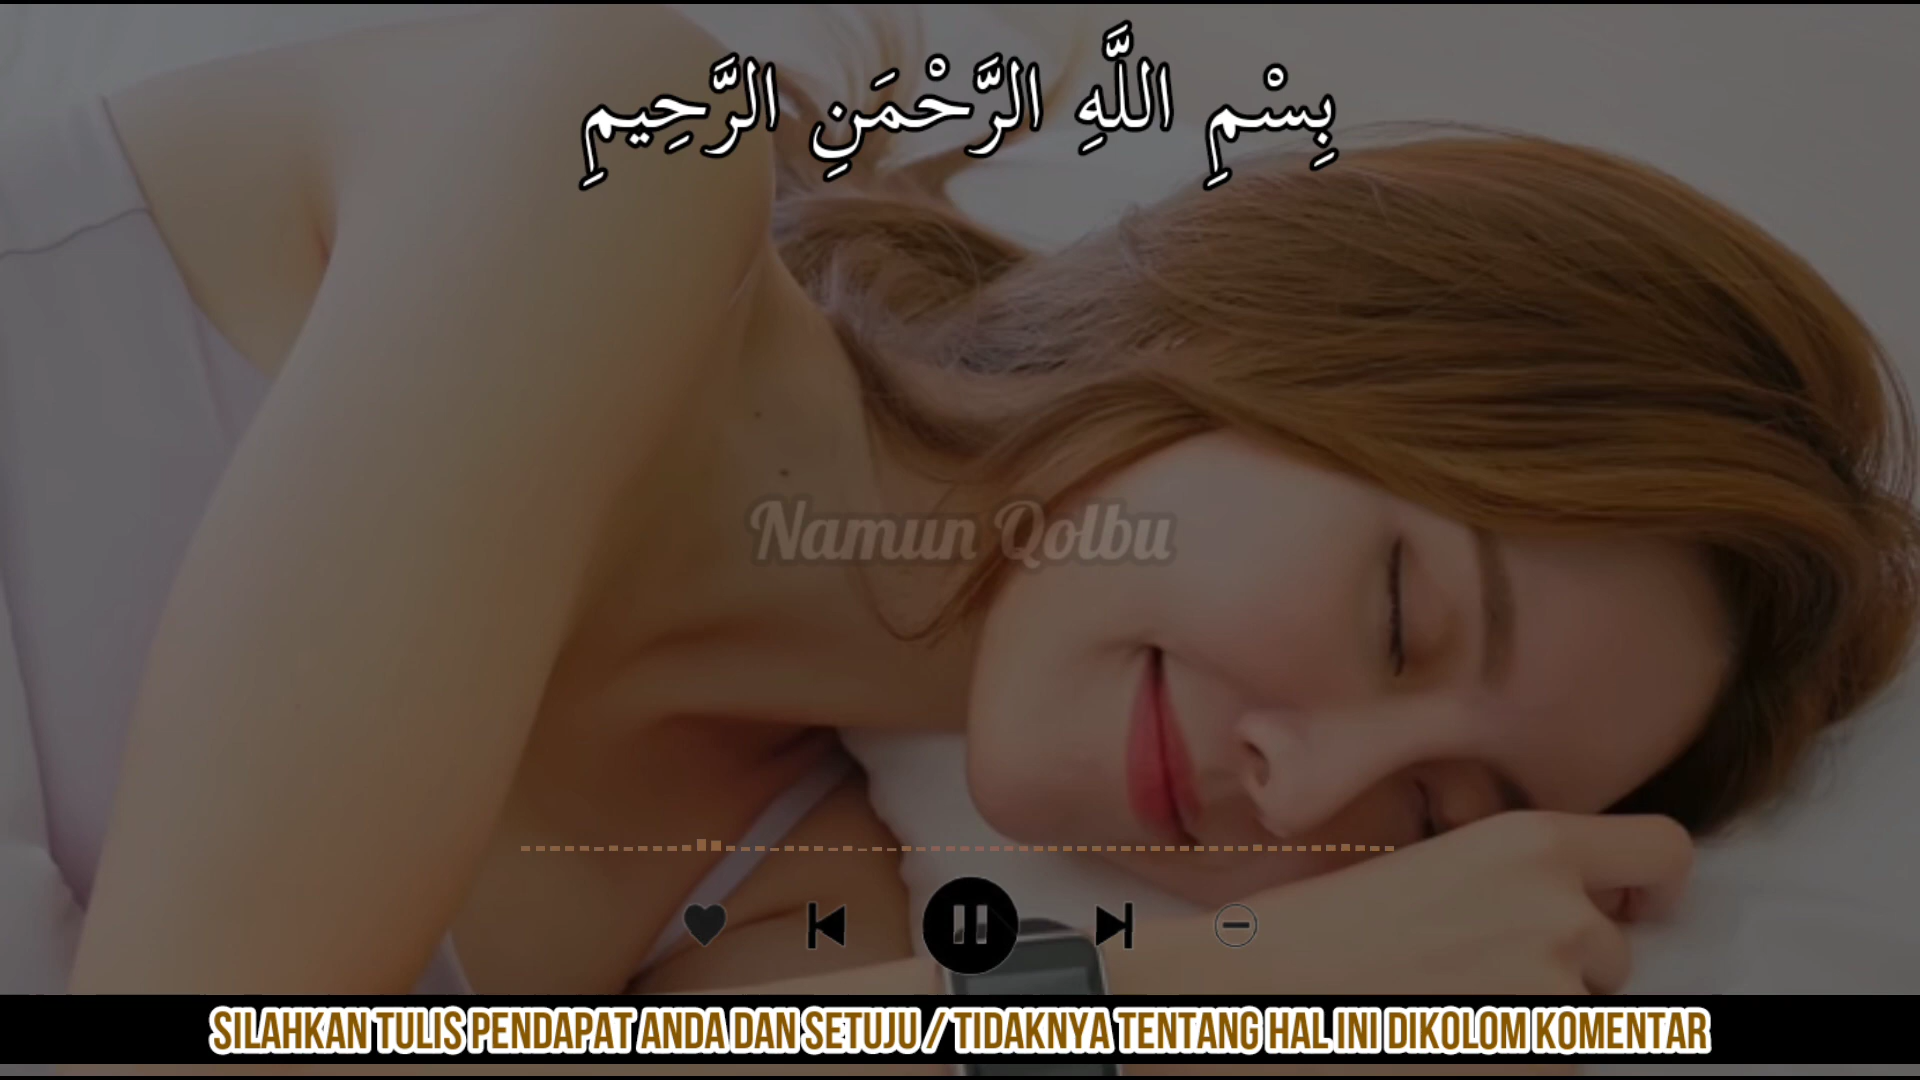 بِسْمِ اللَّهِ الرَّحْمَنِ الرَّحِيمِ
Namun Qolbu
SILAHKAN TULIS PENDAPAT ANDA DAN SETUJU / TIDAKNYA TENTANG HAL INI DIKOLOM KOMENTAR